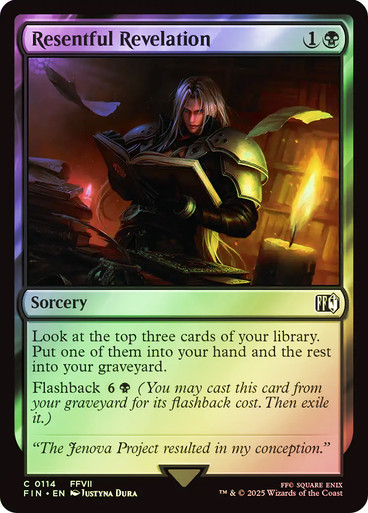 Resentful Revelation 1
Sorcery
Look at the top three cards of your library.
Put one of them into your hand and the rest
into your graveyard.
Flashback 6 (You may cast this card from
your graveyard for its flashback cost. Then exile
it.)
"The Jenova Project resulted in my conception."
C 0114 FFVII
FIN • EN Justyna Dura
FF© SQUARE ENIX
™ & © 2025 Wizards of the Coast